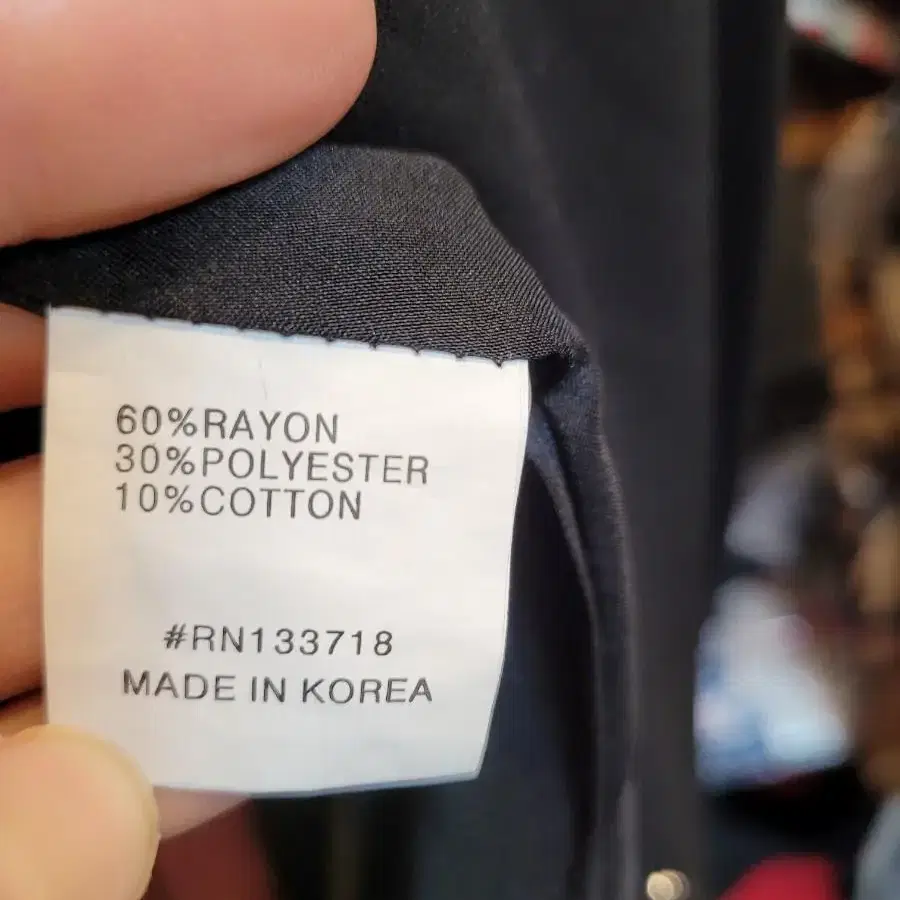 60%RAYON
30%POLYESTER
10%COTTON
#RN133718
MADE IN KOREA